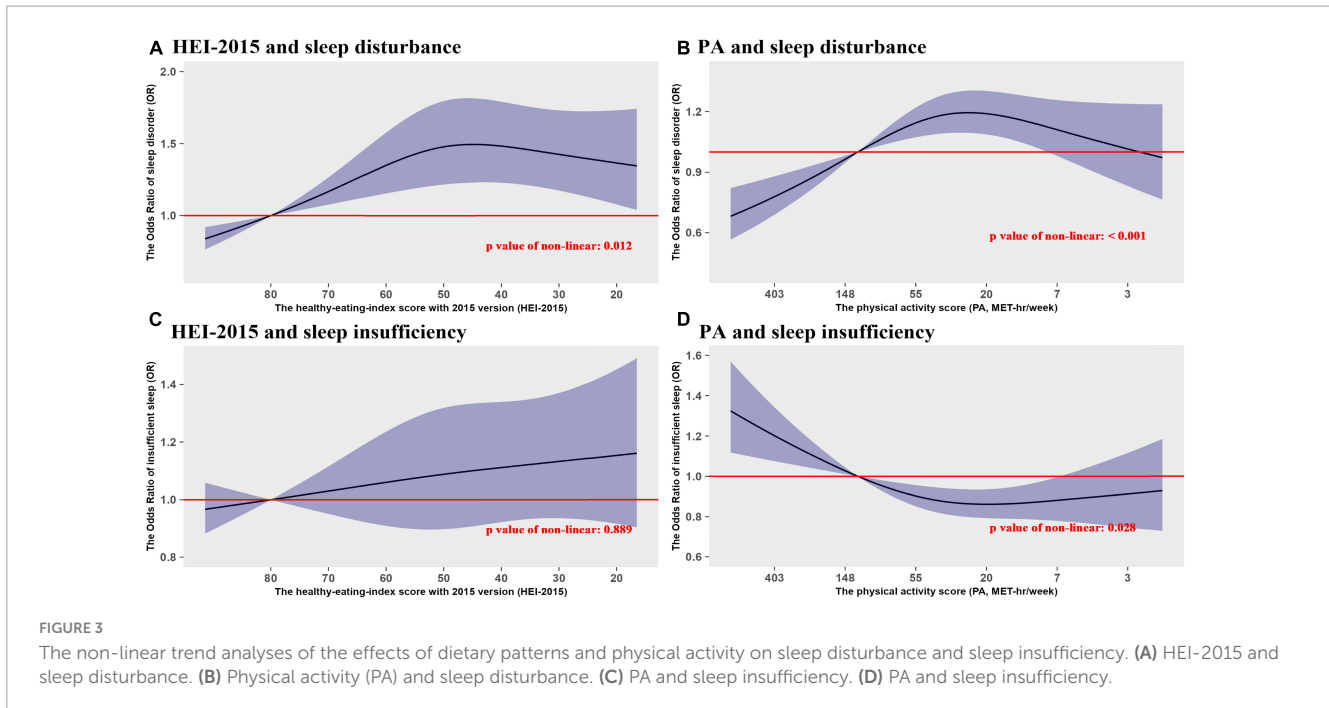 A HEI-2015 and sleep disturbance
The Odds Ratio of sleep disorder (OR)
2.0
1.5
1.0
p value of non-linear: 0.012
80 70 60 50 40 30 20
The healthy-eating-index score with 2015 version (HEI-2015)
B PA and sleep disturbance
The Odds Ratio of sleep disorder (OR)
1.2
0.9
0.6
p value of non-linear: < 0.001
403 148 55 20 7 3
The physical activity score (PA, MET-hr/week)
C HEI-2015 and sleep insufficiency
The Odds Ratio of insufficient sleep (OR)
1.4
1.2
1.0
0.8
p value of non-linear: 0.889
80 70 60 50 40 30 20
The healthy-eating-index score with 2015 version (HEI-2015)
D PA and sleep insufficiency
The Odds Ratio of insufficient sleep (OR)
1.6
1.4
1.2
1.0
0.8
0.6
p value of non-linear: 0.028
403 148 55 20 7 3
The physical activity score (PA, MET-hr/week)
FIGURE 3
The non-linear trend analyses of the effects of dietary patterns and physical activity on sleep disturbance and sleep insufficiency. (A) HEI-2015 and
sleep disturbance. (B) Physical activity (PA) and sleep disturbance. (C) PA and sleep insufficiency. (D) PA and sleep insufficiency.